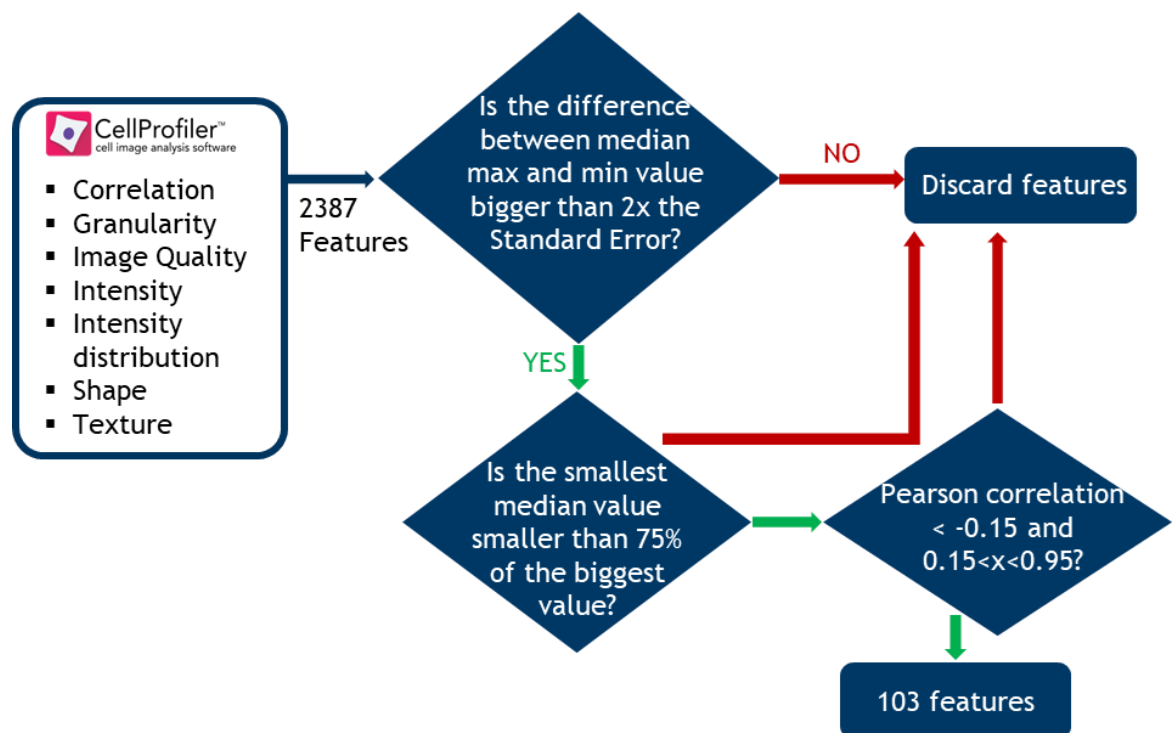 CellProfiler™
cell image analysis software
▪ Correlation
▪ Granularity
▪ Image Quality
▪ Intensity
▪ Intensity
distribution
▪ Shape
▪ Texture
2387
Features
Is the difference
between median
max and min value
bigger than 2x the
Standard Error?
NO
Discard features
YES
Is the smallest
median value
smaller than 75%
of the biggest
value?
Pearson correlation
< -0.15 and
0.15<x<0.95?
103 features